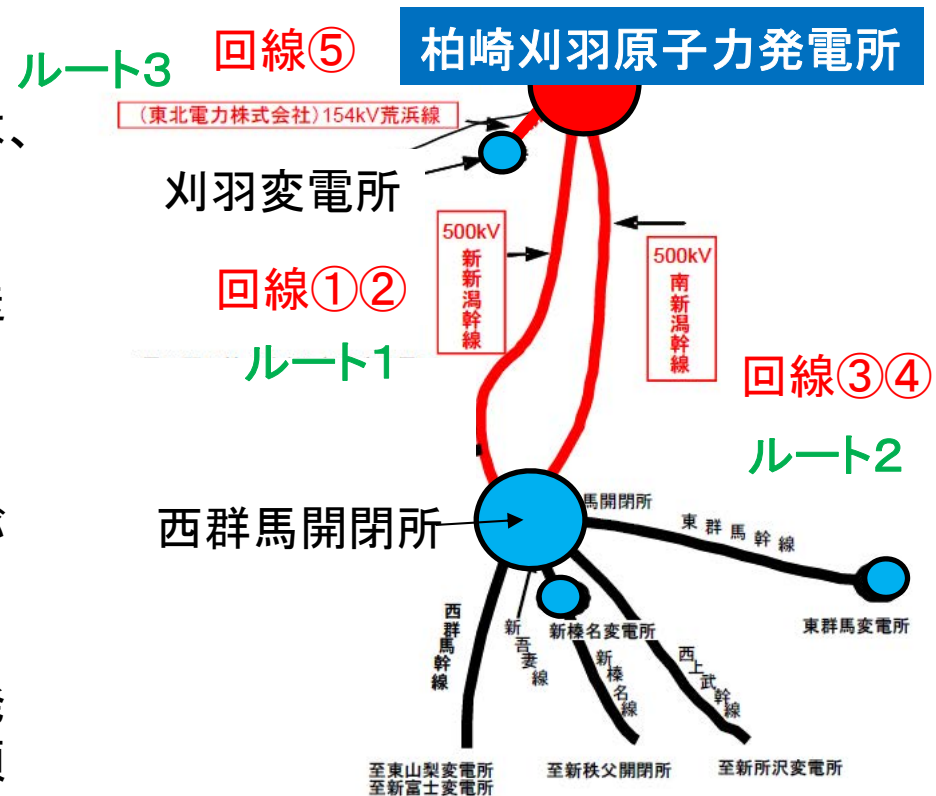 回線⑤
柏崎刈羽原子力発電所
ルート3
(東北電力株式会社)154kV荒浜線
、
刈羽変電所
500kV
新新潟幹線
500kV
南新潟幹線
回線①②
ルート1
回線③④
ルート2
西群馬開閉所
馬開閉所
東群馬幹線
東群馬変電所
西群馬幹線
新吾妻線
新榛名変電所
新榛名線
西上武幹線
至東山梨変電所
至新富士変電所
至新秩父開閉所
至新所沢変電所